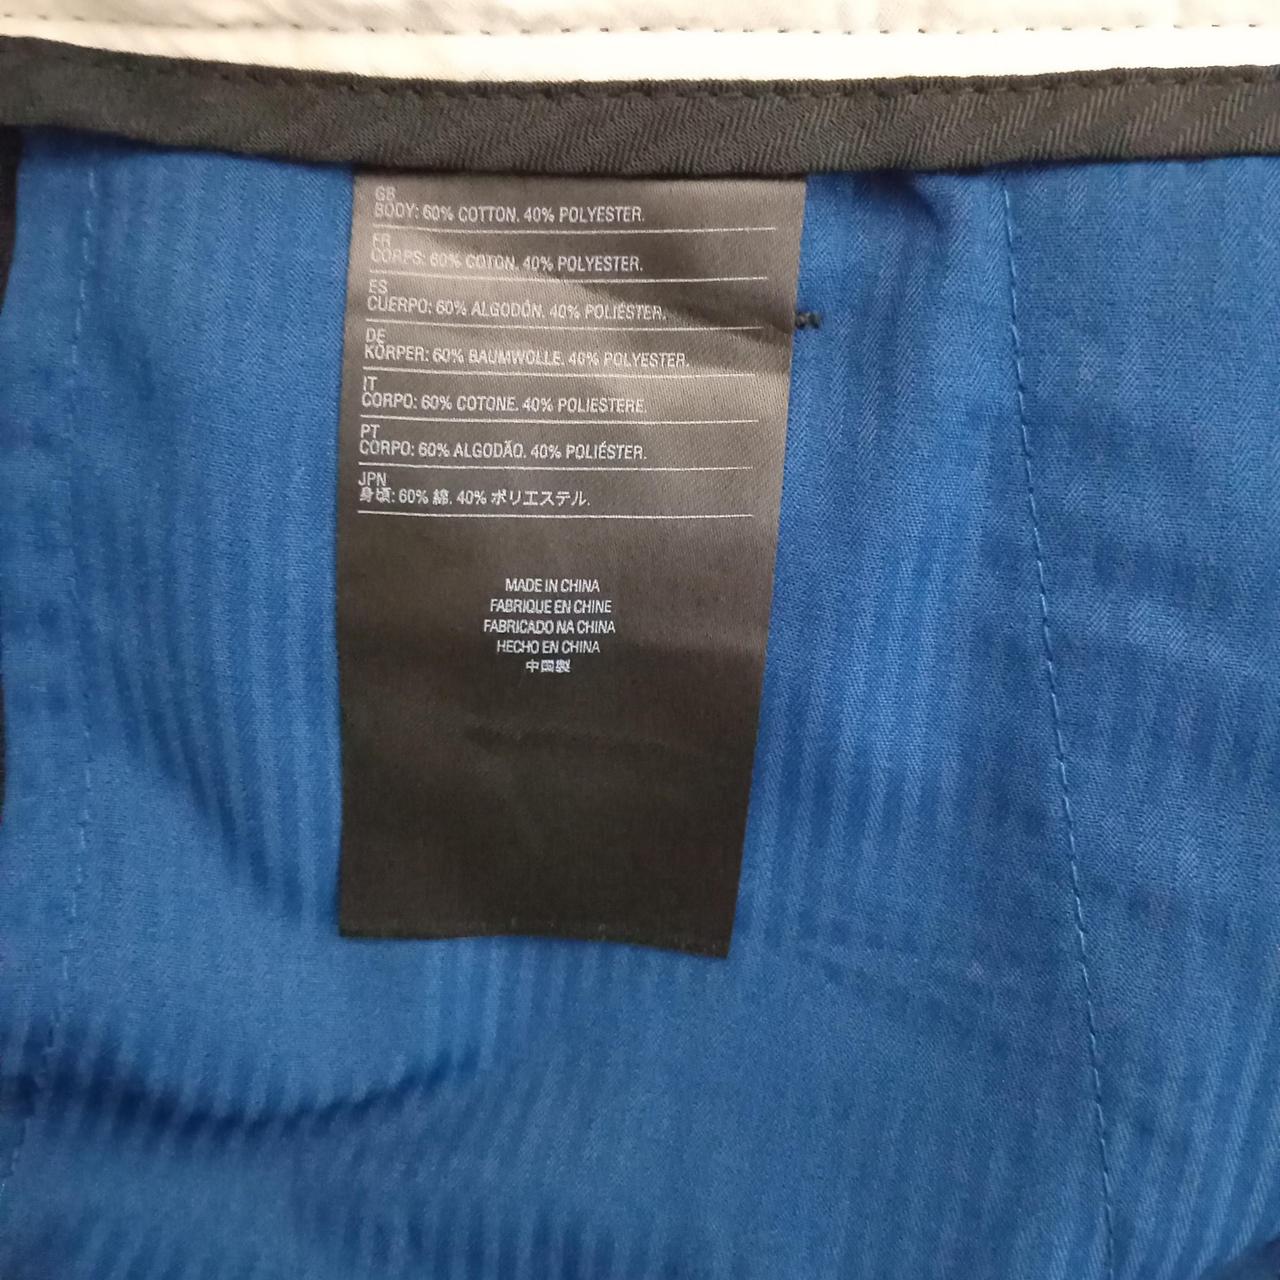 GB
BODY: 60% COTTON. 40% POLYESTER.
FR
CORPS: 60% COTON. 40% POLYESTER.
ES
CUERPO: 60% ALGODÓN. 40% POLIÉSTER.
DE
KÖRPER: 60% BAUMWOLLE. 40% POLYESTER.
IT
CORPO: 60% COTONE. 40% POLIESTERE.
PT
CORPO: 60% ALGODÃO. 40% POLIÉSTER.
JPN
身頃: 60% 綿. 40% ポリエステル.
MADE IN CHINA
FABRIQUE EN CHINE
FABRICADO NA CHINA
HECHO EN CHINA
中国製